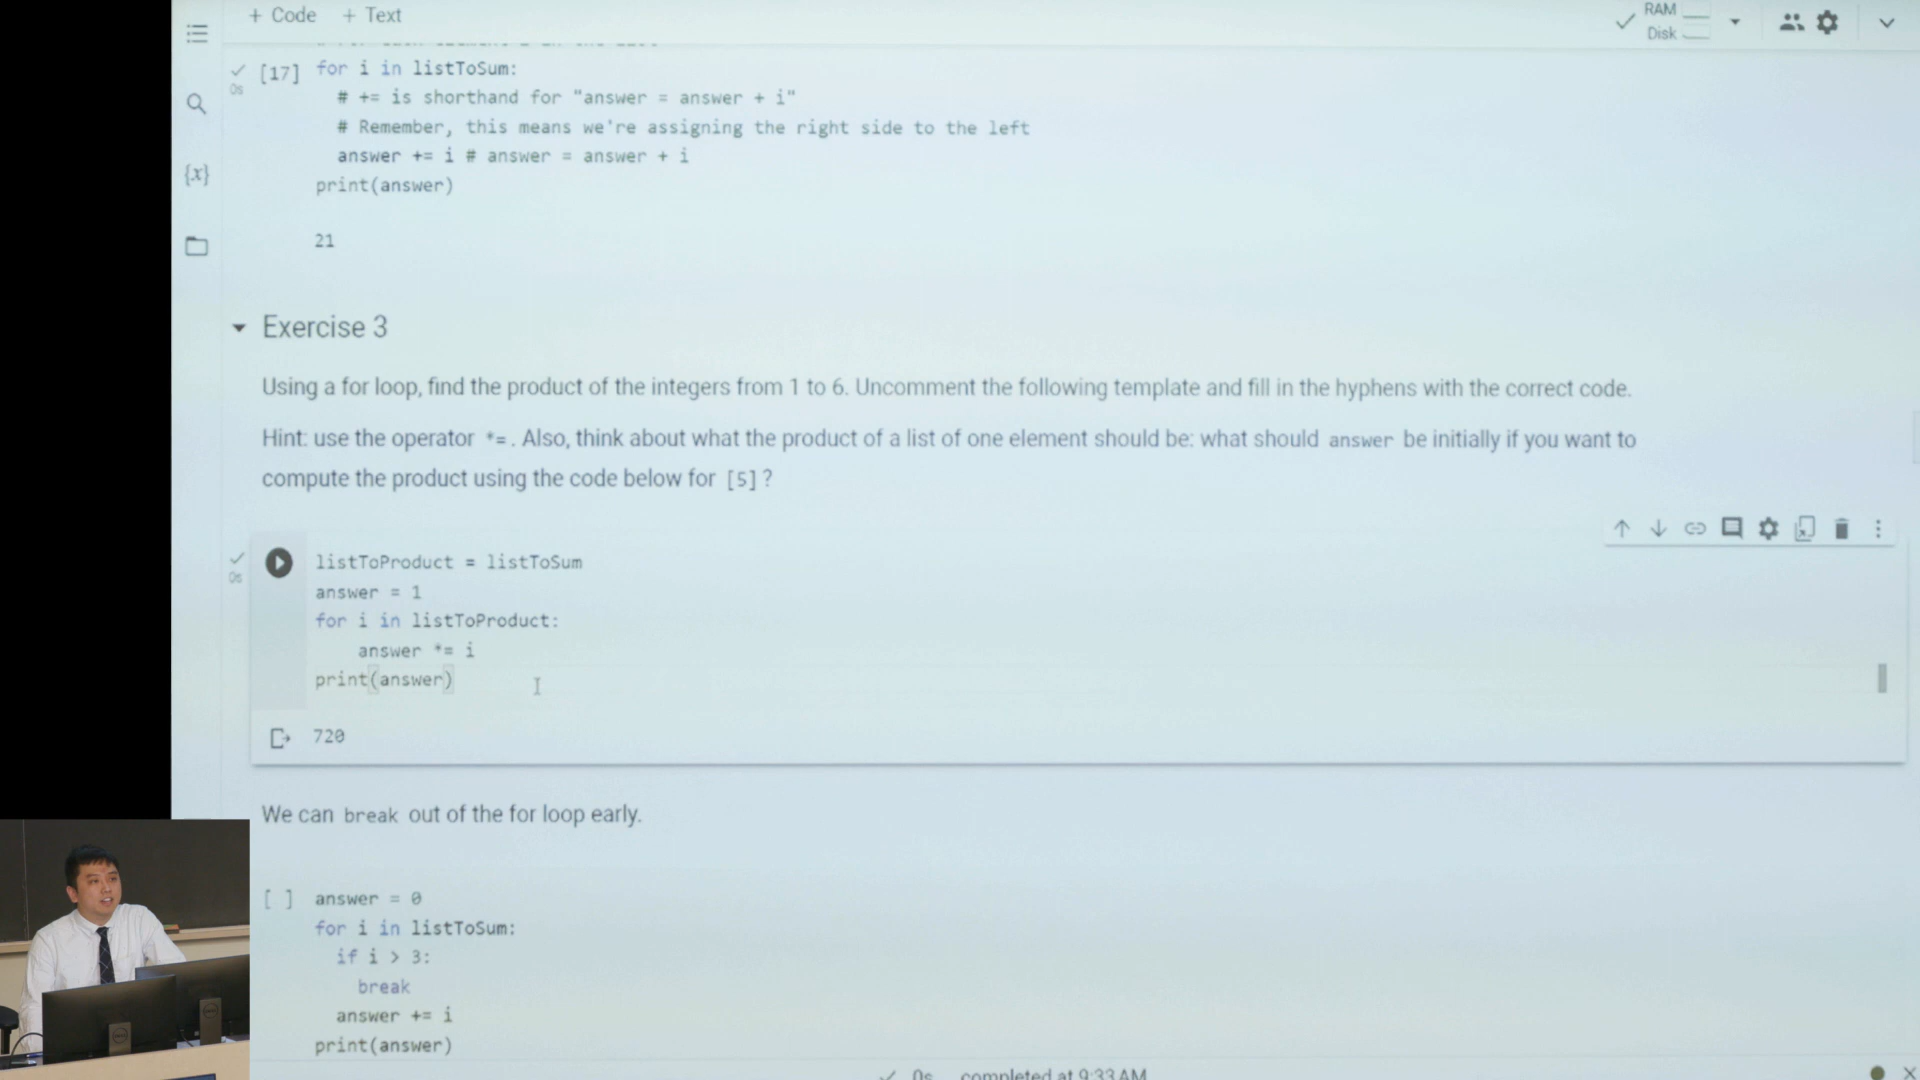 + Code + Text
RAM
Disk
[17] for i in listToSum:
0s
# += is shorthand for "answer = answer + i"
# Remember, this means we're assigning the right side to the left
answer += i # answer = answer + i
print(answer)
{x}
21
Exercise 3
Using a for loop, find the product of the integers from 1 to 6. Uncomment the following template and fill in the hyphens with the correct code.
Hint: use the operator *= . Also, think about what the product of a list of one element should be: what should answer be initially if you want to
compute the product using the code below for [5] ?
listToProduct = listToSum
0s
answer = 1
for i in listToProduct:
answer *= i
print(answer)
720
We can break out of the for loop early.
[ ] answer = 0
for i in listToSum:
if i > 3:
break
answer += i
print(answer)
0s completed at 9:33 AM